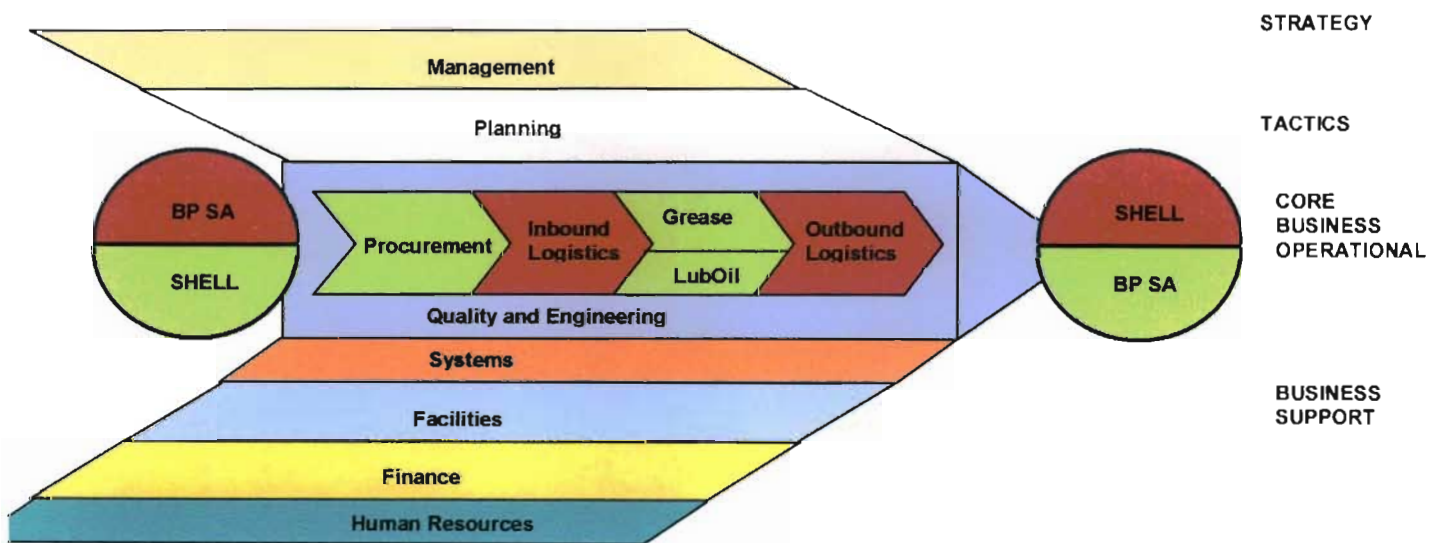 STRATEGY
Management
Planning
TACTICS
BP SA
SHELL
Procurement
Inbound
Logistics
Grease
LubOil
Outbound
Logistics
Quality and Engineering
SHELL
BP SA
CORE
BUSINESS
OPERATIONAL
Systems
Facilities
BUSINESS
SUPPORT
Finance
Human Resources